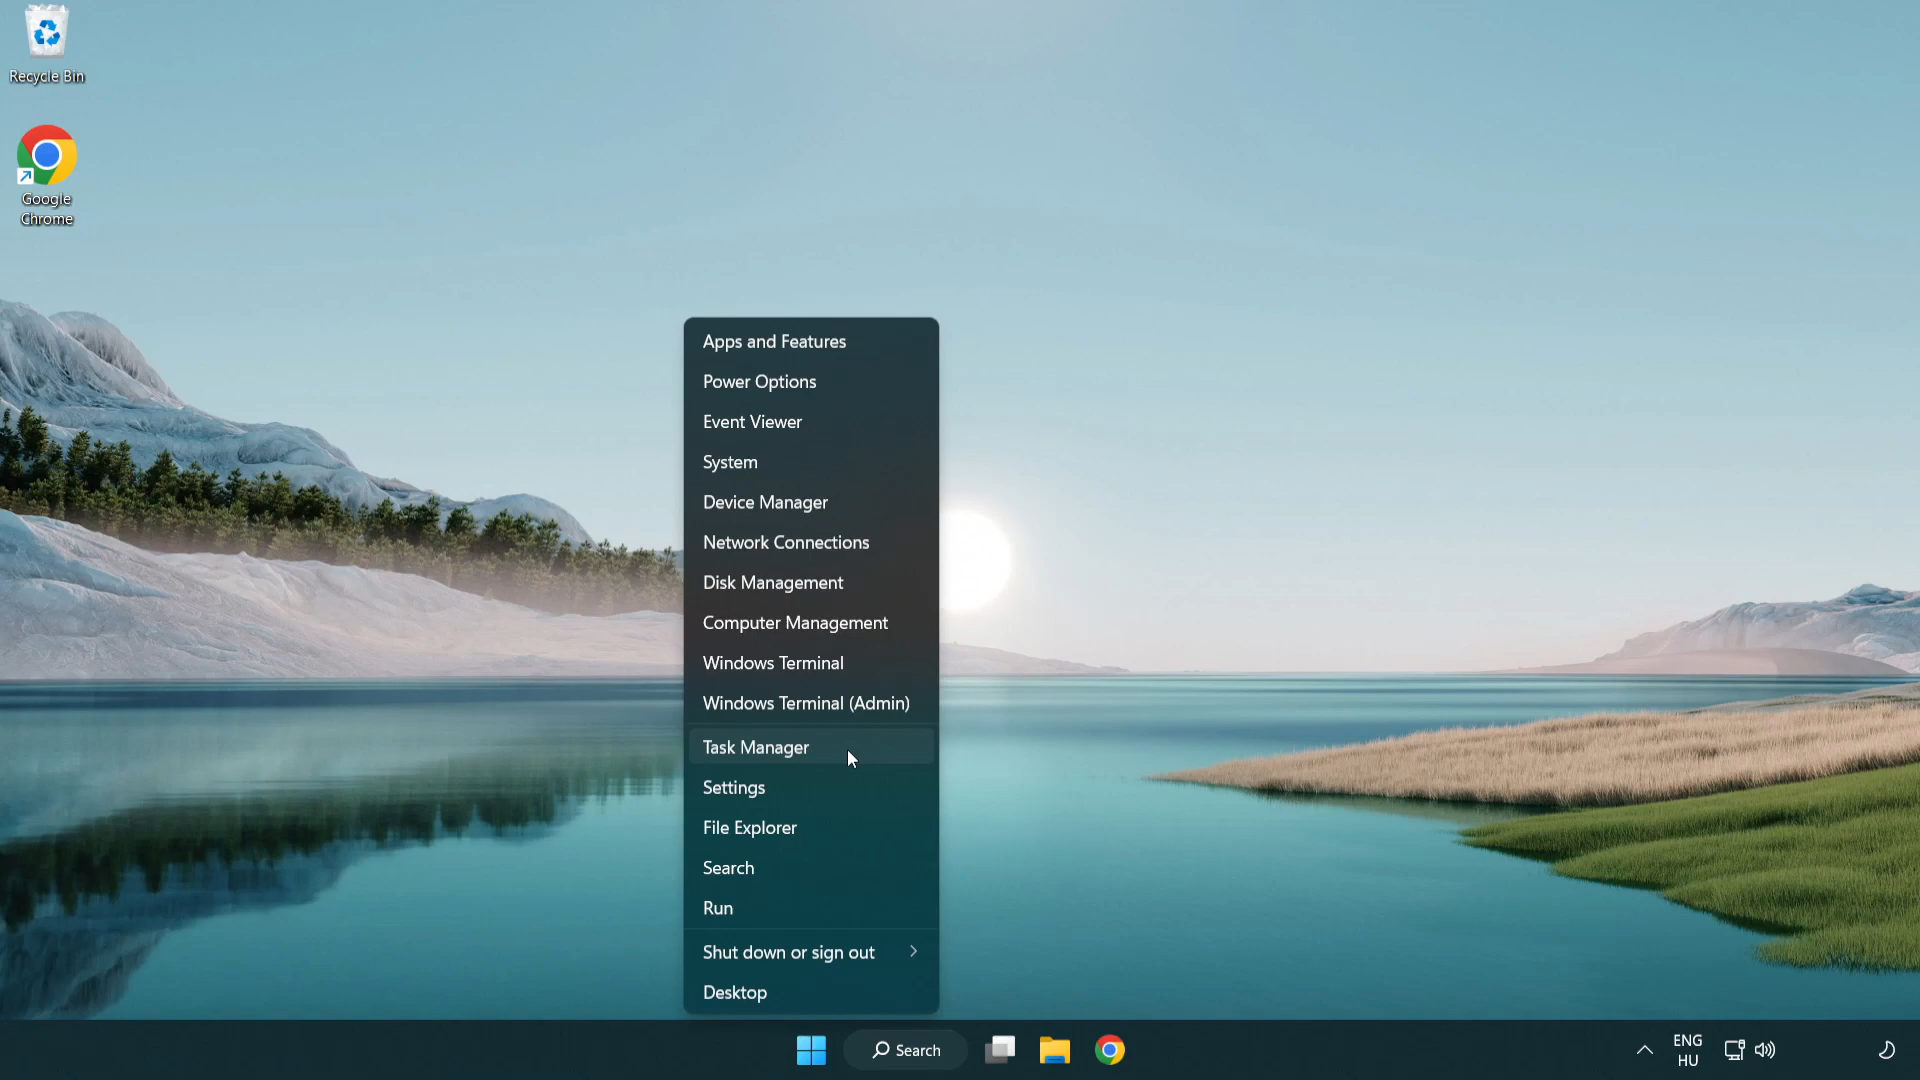 Recycle Bin
Google
Chrome
Apps and Features
Power Options
Event Viewer
System
Device Manager
Network Connections
Disk Management
Computer Management
Windows Terminal
Windows Terminal (Admin)
Task Manager
Settings
File Explorer
Search
Run
Shut down or sign out
Desktop
Search
ENG
HU